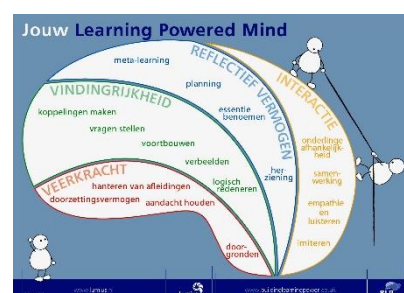 Jouw Learning Powered Mind
REFLECTIEF VERMOGEN
meta-learning
planning
essentie
benoemen
her-
ziening
VINDINGRIJKHEID
koppelingen maken
vragen stellen
voortbouwen
verbeelden
logisch
redeneren
INTERACTIE
onderlinge
afhankelijk-
heid
samen-
werking
empathie
en
luisteren
imiteren
VEERKRACHT
hanteren van afleidingen
doorzettingsvermogen
aandacht houden
door-
gronden
www.buildinglearningpower.co.uk